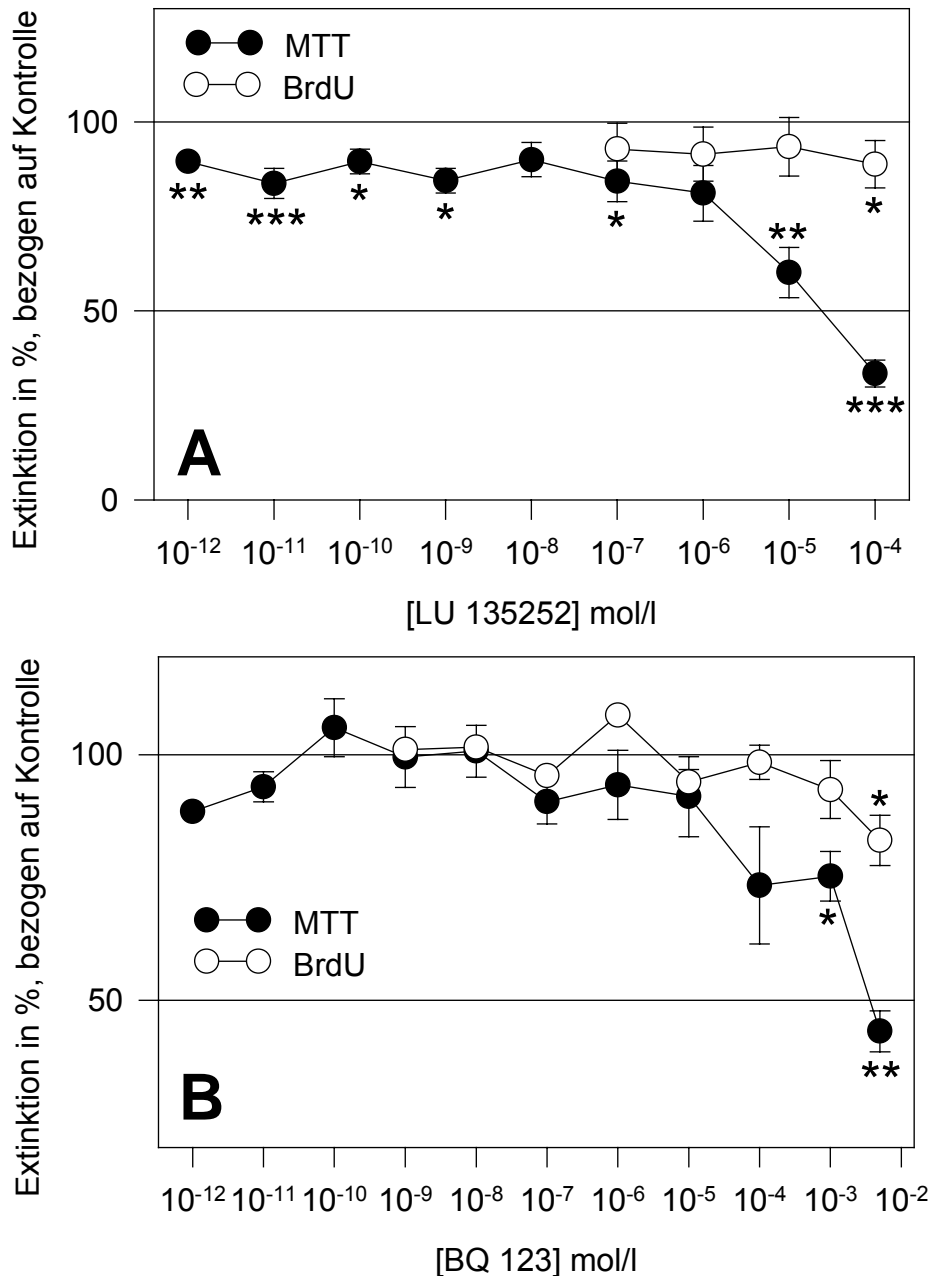 MTT
BrdU
Extinktion in %, bezogen auf Kontrolle
100
50
0
** *** * * * ** * ***
A
10⁻¹² 10⁻¹¹ 10⁻¹⁰ 10⁻⁹ 10⁻⁸ 10⁻⁷ 10⁻⁶ 10⁻⁵ 10⁻⁴
[LU 135252] mol/l
Extinktion in %, bezogen auf Kontrolle
100
50
* * **
MTT
BrdU
B
10⁻¹² 10⁻¹¹ 10⁻¹⁰ 10⁻⁹ 10⁻⁸ 10⁻⁷ 10⁻⁶ 10⁻⁵ 10⁻⁴ 10⁻³ 10⁻²
[BQ 123] mol/l